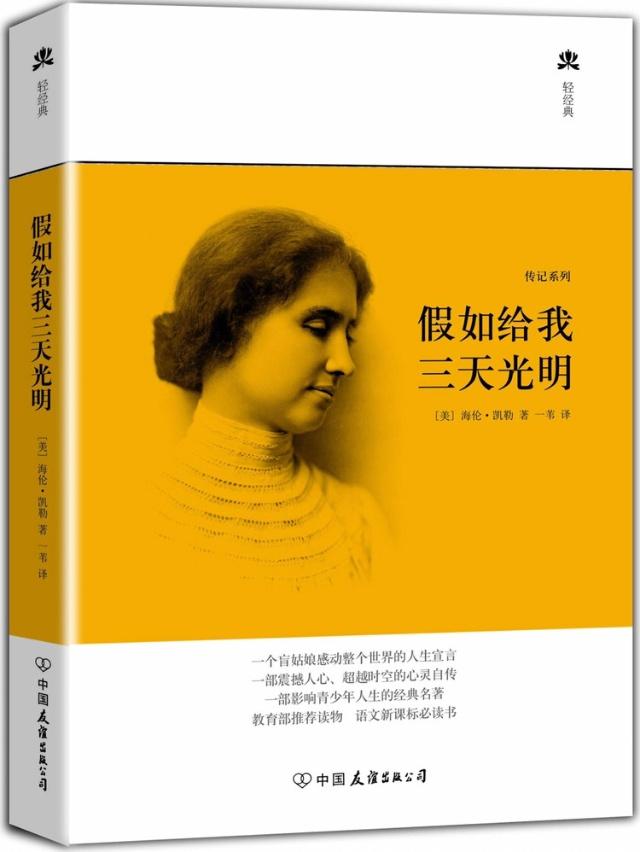 轻经典
假如给我三天光明
[美] 海伦·凯勒 著 一苇 译
中国友谊出版公司
轻经典
传记系列
假如给我
三天光明
[美] 海伦·凯勒 著 一苇 译
一个盲姑娘感动整个世界的人生宣言
一部震撼人心、超越时空的心灵自传
一部影响青少年人生的经典名著
教育部推荐读物 语文新课标必读书
中国友谊出版公司